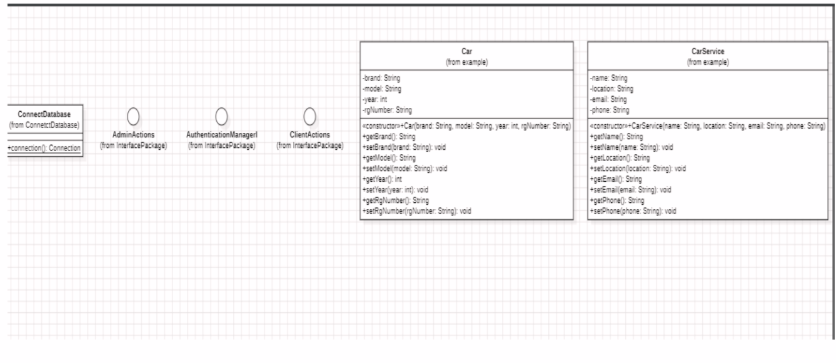 ConnectDatabase
(from ConnetctDatabase)
+connection(): Connection
AdminActions
(from InterfacePackage)
AuthenticationManagerI
(from InterfacePackage)
ClientActions
(from InterfacePackage)
Car
(from example)
-brand: String
-model: String
-year: int
-rgNumber: String
«constructor»+Car(brand: String, model: String, year: int, rgNumber: String)
+getBrand(): String
+setBrand(brand: String): void
+getModel(): String
+setModel(model: String): void
+getYear(): int
+setYear(year: int): void
+getRgNumber(): String
+setRgNumber(rgNumber: String): void
CarService
(from example)
-name: String
-location: String
-email: String
-phone: String
«constructor»+CarService(name: String, location: String, email: String, phone: String)
+getName(): String
+setName(name: String): void
+getLocation(): String
+setLocation(location: String): void
+getEmail(): String
+setEmail(email: String): void
+getPhone(): String
+setPhone(phone: String): void